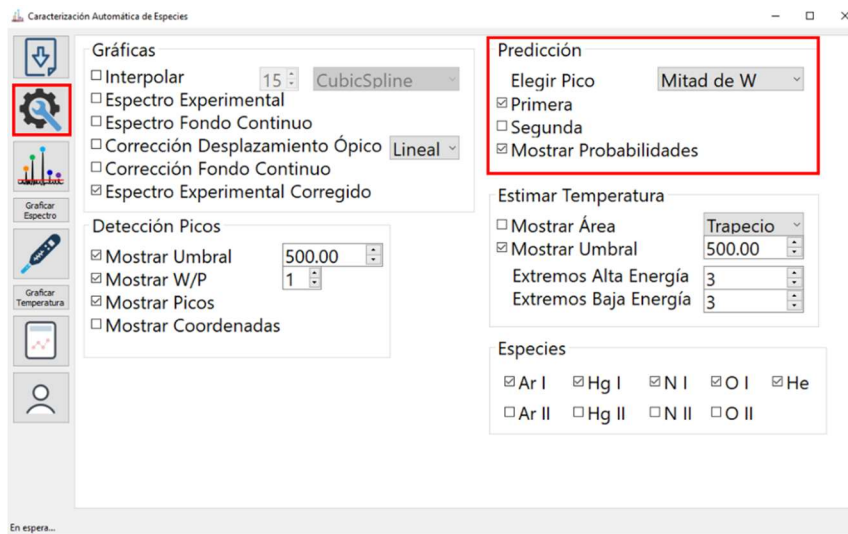 Caracterización Automática de Especies
Graficar
Espectro
Graficar
Temperatura
Gráficas
Interpolar 15 CubicSpline
Espectro Experimental
Espectro Fondo Continuo
Corrección Desplazamiento Ópico Lineal
Corrección Fondo Continuo
Espectro Experimental Corregido
Detección Picos
Mostrar Umbral 500.00
Mostrar W/P 1
Mostrar Picos
Mostrar Coordenadas
Predicción
Elegir Pico Mitad de W
Primera
Segunda
Mostrar Probabilidades
Estimar Temperatura
Mostrar Área Trapecio
Mostrar Umbral 500.00
Extremos Alta Energía 3
Extremos Baja Energía 3
Especies
Ar I Hg I N I O I He
Ar II Hg II N II O II
En espera...